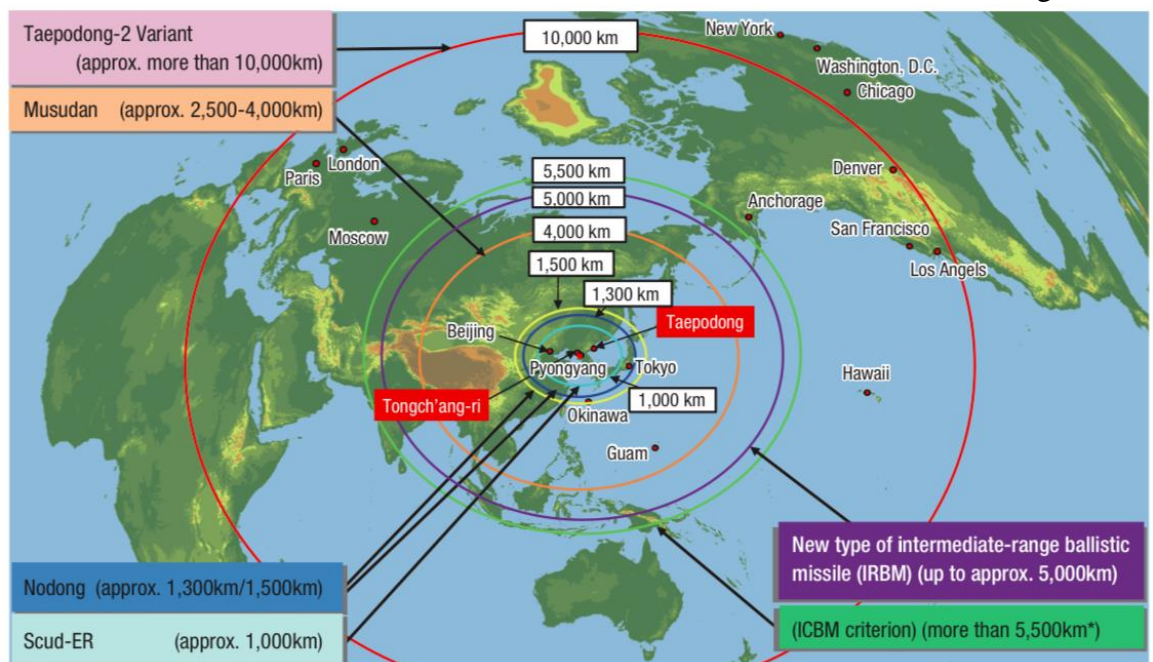 Taepodong-2 Variant
(approx. more than 10,000km)
Musudan (approx. 2,500-4,000km)
10,000 km
New York
Washington, D.C.
Chicago
London
Paris
Denver
5,500 km
5,000 km
Anchorage
Moscow
4,000 km
San Francisco
Los Angels
1,500 km
1,300 km
Taepodong
Beijing
Pyongyang
Tokyo
Hawaii
Tongch'ang-ri
1,000 km
Okinawa
Guam
New type of intermediate-range ballistic
missile (IRBM) (up to approx. 5,000km)
Nodong (approx. 1,300km/1,500km)
(ICBM criterion) (more than 5,500km*)
Scud-ER (approx. 1,000km)